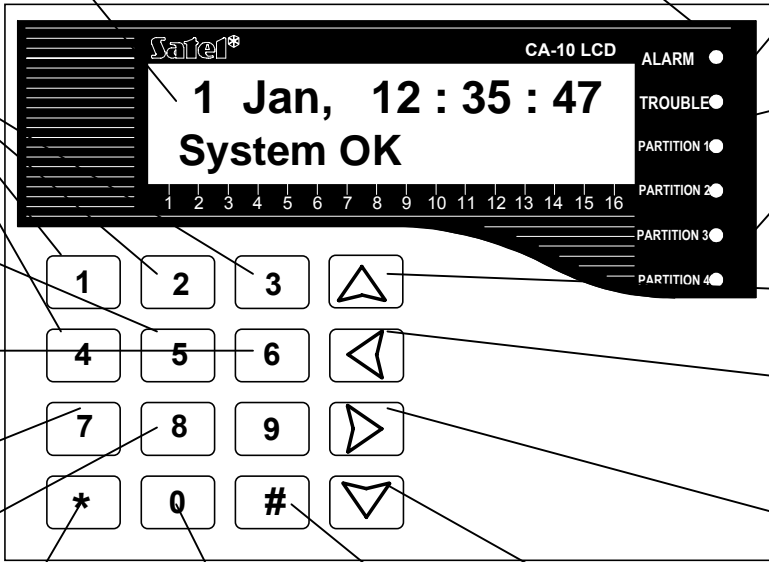 Satel®
CA-10 LCD
ALARM
1 Jan, 12 : 35 : 47
TROUBLE
System OK
PARTITION 1
PARTITION 2
1 2 3 4 5 6 7 8 9 10 11 12 13 14 15 16
PARTITION 3
PARTITION 4
1 2 3
4 5 6
7 8 9
* 0 #